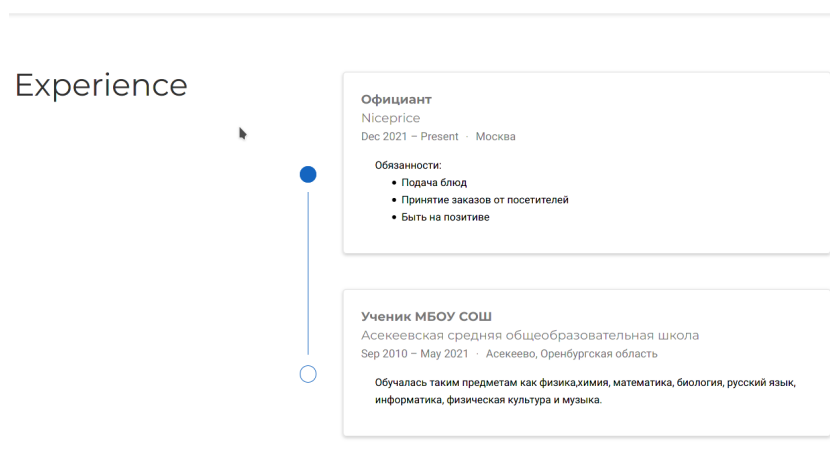 Experience
Официант
Niceprice
Dec 2021 – Present · Москва
Обязанности:
• Подача блюд
• Принятие заказов от посетителей
• Быть на позитиве
Ученик МБОУ СОШ
Асекеевская средняя общеобразовательная школа
Sep 2010 – May 2021 · Асекеево, Оренбургская область
Обучалась таким предметам как физика,химия, математика, биология, русский язык,
информатика, физическая культура и музыка.